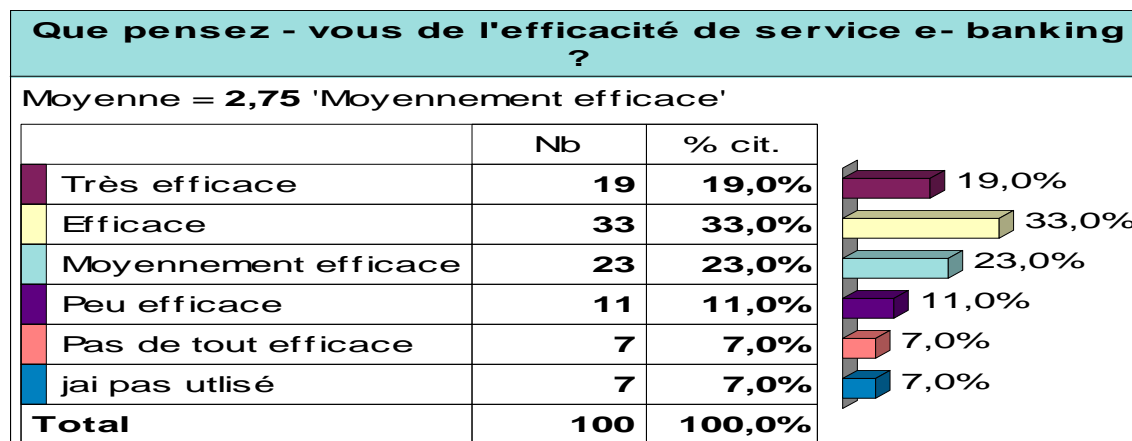 Que pensez - vous de l'efficacité de service e- banking
?
Moyenne = 2,75 'Moyennement efficace'
Nb % cit.
Très efficace 19 19,0% 19,0%
Efficace 33 33,0% 33,0%
Moyennement efficace 23 23,0% 23,0%
Peu efficace 11 11,0% 11,0%
Pas de tout efficace 7 7,0% 7,0%
jai pas utlisé 7 7,0% 7,0%
Total 100 100,0%